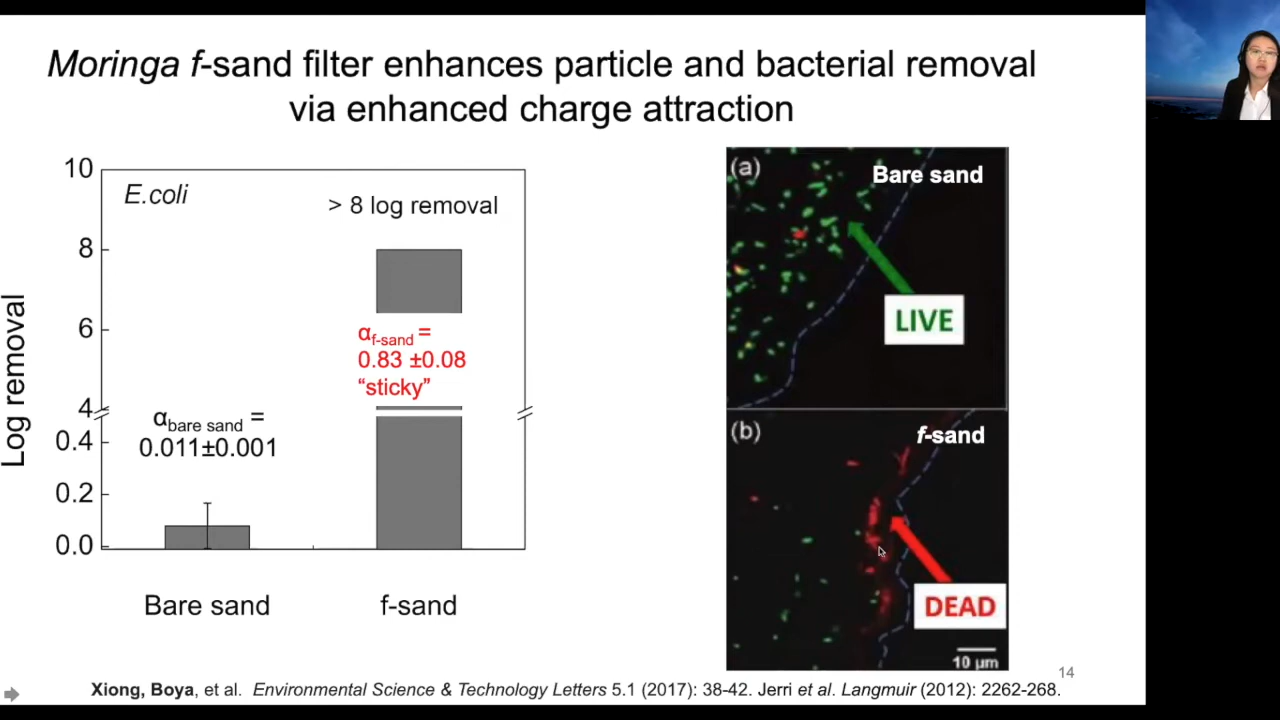 Moringa f-sand filter enhances particle and bacterial removal
via enhanced charge attraction
10
8
6
4
0.4
0.2
0.0
Log removal
E.coli
> 8 log removal
αf-sand =
0.83 ±0.08
“sticky”
αbare sand =
0.011±0.001
Bare sand
f-sand
(a)
Bare sand
LIVE
(b)
f-sand
DEAD
10 µm
14
Xiong, Boya, et al. Environmental Science & Technology Letters 5.1 (2017): 38-42. Jerri et al. Langmuir (2012): 2262-268.